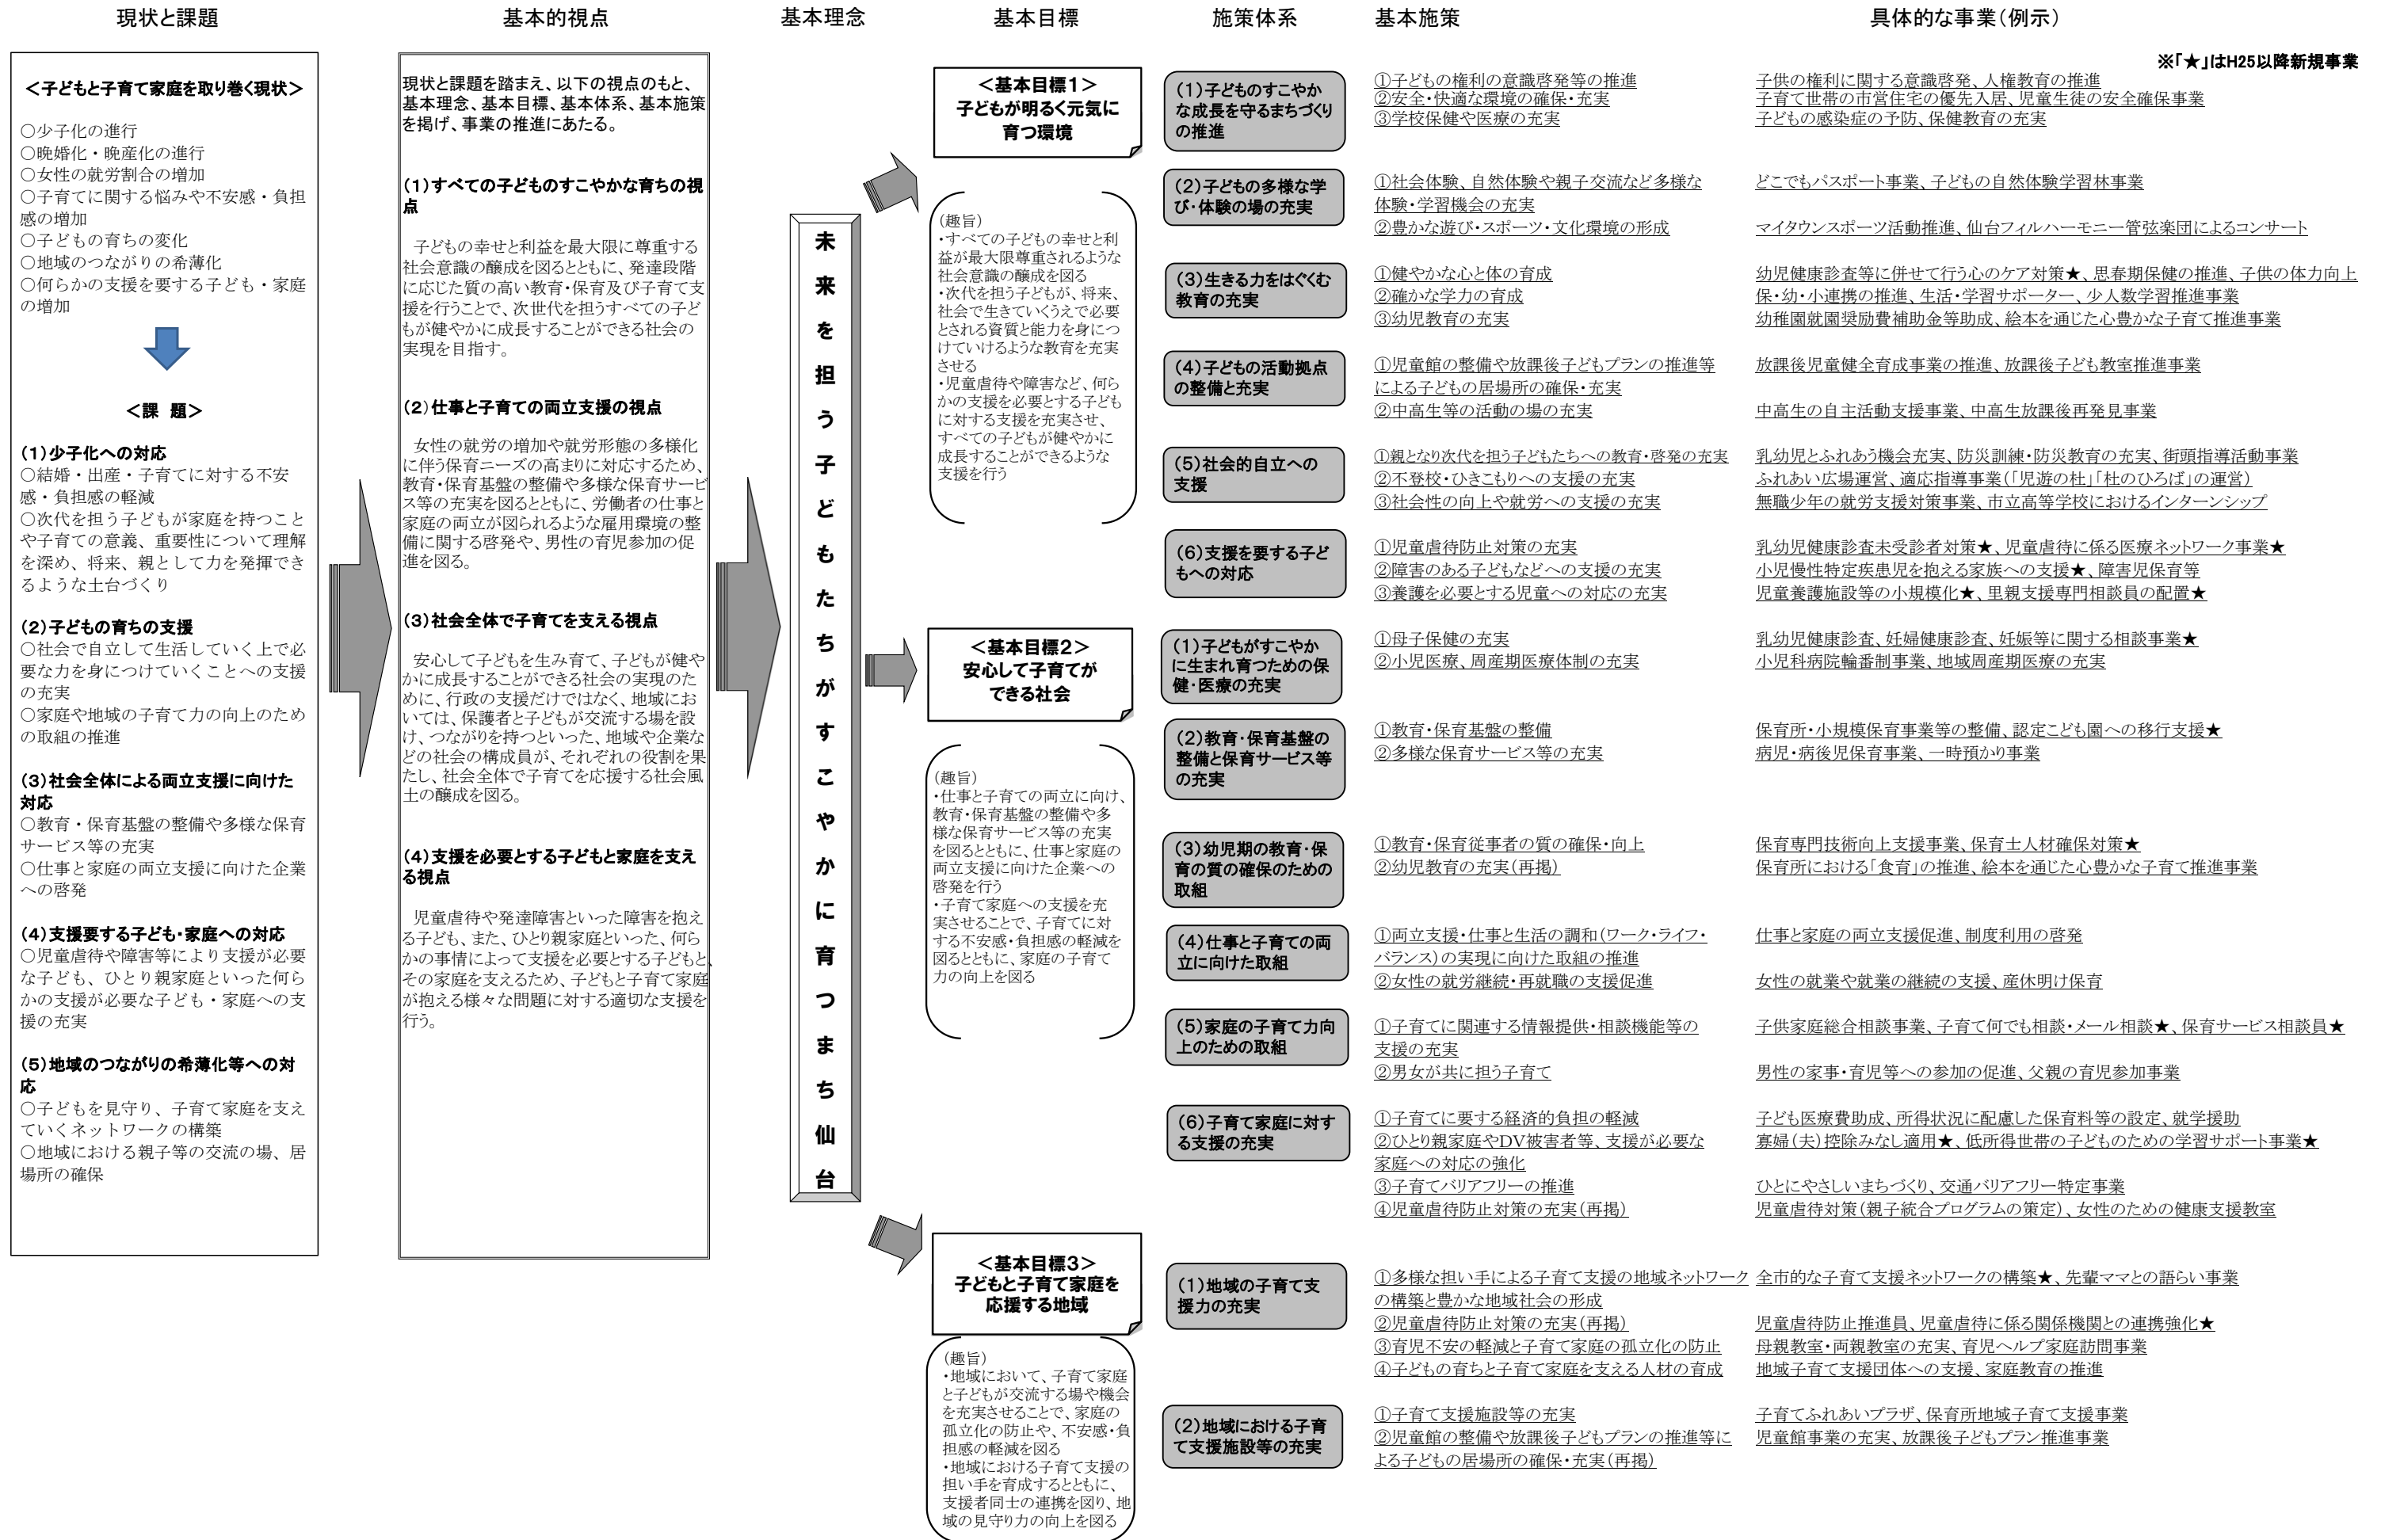 現状と課題
基本的視点
基本理念
基本目標
施策体系
基本施策
具体的な事業(例示)
※「★」はH25以降新規事業
＜子どもと子育て家庭を取り巻く現状＞
○少子化の進行
○晩婚化・晩産化の進行
○女性の就労割合の増加
○子育てに関する悩みや不安感・負担
感の増加
○子どもの育ちの変化
○地域のつながりの希薄化
○何らかの支援を要する子ども・家庭
の増加
＜課 題＞
(1)少子化への対応
○結婚・出産・子育てに対する不安
感・負担感の軽減
○次代を担う子どもが家庭を持つこと
や子育ての意義、重要性について理解
を深め、将来、親として力を発揮でき
るような土台づくり
(2)子どもの育ちの支援
○社会で自立して生活していく上で必
要な力を身につけていくことへの支援
の充実
○家庭や地域の子育て力の向上のため
の取組の推進
(3)社会全体による両立支援に向けた
対応
○教育・保育基盤の整備や多様な保育
サービス等の充実
○仕事と家庭の両立支援に向けた企業
への啓発
(4)支援要する子ども・家庭への対応
○児童虐待や障害等により支援が必要
な子ども、ひとり親家庭といった何ら
かの支援が必要な子ども・家庭への支
援の充実
(5)地域のつながりの希薄化等への対
応
○子どもを見守り、子育て家庭を支え
ていくネットワークの構築
○地域における親子等の交流の場、居
場所の確保
現状と課題を踏まえ、以下の視点のもと、
基本理念、基本目標、基本体系、基本施策
を掲げ、事業の推進にあたる。
(1)すべての子どものすこやかな育ちの視
点
子どもの幸せと利益を最大限に尊重する
社会意識の醸成を図るとともに、発達段階
に応じた質の高い教育・保育及び子育て支
援を行うことで、次世代を担うすべての子ど
もが健やかに成長することができる社会の
実現を目指す。
(2)仕事と子育ての両立支援の視点
女性の就労の増加や就労形態の多様化
に伴う保育ニーズの高まりに対応するため、
教育・保育基盤の整備や多様な保育サービ
ス等の充実を図るとともに、労働者の仕事と
家庭の両立が図られるような雇用環境の整
備に関する啓発や、男性の育児参加の促
進を図る。
(3)社会全体で子育てを支える視点
安心して子どもを生み育て、子どもが健や
かに成長することができる社会の実現のた
めに、行政の支援だけではなく、地域にお
いては、保護者と子どもが交流する場を設
け、つながりを持つといった、地域や企業な
どの社会の構成員が、それぞれの役割を果
たし、社会全体で子育てを応援する社会風
土の醸成を図る。
(4)支援を必要とする子どもと家庭を支え
る視点
児童虐待や発達障害といった障害を抱え
る子ども、また、ひとり親家庭といった、何ら
かの事情によって支援を必要とする子どもと、
その家庭を支えるため、子どもと子育て家庭
が抱える様々な問題に対する適切な支援を
行う。
未来を担う子どもたちがすこやかに育つまち仙台
＜基本目標1＞
子どもが明るく元気に
育つ環境
(趣旨)
・すべての子どもの幸せと利
益が最大限尊重されるような
社会意識の醸成を図る
・次代を担う子どもが、将来、
社会で生きていくうえで必要
とされる資質と能力を身につ
けていけるような教育を充実
させる
・児童虐待や障害など、何ら
かの支援を必要とする子ども
に対する支援を充実させ、
すべての子どもが健やかに
成長することができるような
支援を行う
(1)子どものすこやか
な成長を守るまちづくり
の推進
①子どもの権利の意識啓発等の推進
子供の権利に関する意識啓発、人権教育の推進
②安全・快適な環境の確保・充実
子育て世帯の市営住宅の優先入居、児童生徒の安全確保事業
③学校保健や医療の充実
子どもの感染症の予防、保健教育の充実
(2)子どもの多様な学
び・体験の場の充実
①社会体験、自然体験や親子交流など多様な
体験・学習機会の充実
どこでもパスポート事業、子どもの自然体験学習林事業
②豊かな遊び・スポーツ・文化環境の形成
マイタウンスポーツ活動推進、仙台フィルハーモニー管弦楽団によるコンサート
(3)生きる力をはぐくむ
教育の充実
①健やかな心と体の育成
幼児健康診査等に併せて行う心のケア対策★、思春期保健の推進、子供の体力向上
②確かな学力の育成
保・幼・小連携の推進、生活・学習サポーター、少人数学習推進事業
③幼児教育の充実
幼稚園就園奨励費補助金等助成、絵本を通じた心豊かな子育て推進事業
(4)子どもの活動拠点
の整備と充実
①児童館の整備や放課後子どもプランの推進等
による子どもの居場所の確保・充実
放課後児童健全育成事業の推進、放課後子ども教室推進事業
②中高生等の活動の場の充実
中高生の自主活動支援事業、中高生放課後再発見事業
(5)社会的自立への
支援
①親となり次代を担う子どもたちへの教育・啓発の充実
乳幼児とふれあう機会充実、防災訓練・防災教育の充実、街頭指導活動事業
②不登校・ひきこもりへの支援の充実
ふれあい広場運営、適応指導事業(「児遊の杜」「杜のひろば」の運営)
③社会性の向上や就労への支援の充実
無職少年の就労支援対策事業、市立高等学校におけるインターンシップ
(6)支援を要する子ど
もへの対応
①児童虐待防止対策の充実
乳幼児健康診査未受診者対策★、児童虐待に係る医療ネットワーク事業★
②障害のある子どもなどへの支援の充実
小児慢性特定疾患児を抱える家族への支援★、障害児保育等
③養護を必要とする児童への対応の充実
児童養護施設等の小規模化★、里親支援専門相談員の配置★
＜基本目標2＞
安心して子育てが
できる社会
(趣旨)
・仕事と子育ての両立に向け、
教育・保育基盤の整備や多
様な保育サービス等の充実
を図るとともに、仕事と家庭の
両立支援に向けた企業への
啓発を行う
・子育て家庭への支援を充
実させることで、子育てに対
する不安感・負担感の軽減を
図るとともに、家庭の子育て
力の向上を図る
(1)子どもがすこやか
に生まれ育つための保
健・医療の充実
①母子保健の充実
乳幼児健康診査、妊婦健康診査、妊娠等に関する相談事業★
②小児医療、周産期医療体制の充実
小児科病院輪番制事業、地域周産期医療の充実
(2)教育・保育基盤の
整備と保育サービス等
の充実
①教育・保育基盤の整備
保育所・小規模保育事業等の整備、認定こども園への移行支援★
②多様な保育サービス等の充実
病児・病後児保育事業、一時預かり事業
(3)幼児期の教育・保
育の質の確保のための
取組
①教育・保育従事者の質の確保・向上
保育専門技術向上支援事業、保育士人材確保対策★
②幼児教育の充実(再掲)
保育所における「食育」の推進、絵本を通じた心豊かな子育て推進事業
(4)仕事と子育ての両
立に向けた取組
①両立支援・仕事と生活の調和(ワーク・ライフ・
バランス)の実現に向けた取組の推進
仕事と家庭の両立支援促進、制度利用の啓発
②女性の就労継続・再就職の支援促進
女性の就業や就業の継続の支援、産休明け保育
(5)家庭の子育て力向
上のための取組
①子育てに関連する情報提供・相談機能等の
支援の充実
子供家庭総合相談事業、子育て何でも相談・メール相談★、保育サービス相談員★
②男女が共に担う子育て
男性の家事・育児等への参加の促進、父親の育児参加事業
(6)子育て家庭に対す
る支援の充実
①子育てに要する経済的負担の軽減
子ども医療費助成、所得状況に配慮した保育料等の設定、就学援助
②ひとり親家庭やDV被害者等、支援が必要な
家庭への対応の強化
寡婦(夫)控除みなし適用★、低所得世帯の子どものための学習サポート事業★
③子育てバリアフリーの推進
ひとにやさしいまちづくり、交通バリアフリー特定事業
④児童虐待防止対策の充実(再掲)
児童虐待対策(親子統合プログラムの策定)、女性のための健康支援教室
＜基本目標3＞
子どもと子育て家庭を
応援する地域
(趣旨)
・地域において、子育て家庭
と子どもが交流する場や機会
を充実させることで、家庭の
孤立化の防止や、不安感・負
担感の軽減を図る
・地域における子育て支援の
担い手を育成するとともに、
支援者同士の連携を図り、地
域の見守り力の向上を図る
(1)地域の子育て支
援力の充実
①多様な担い手による子育て支援の地域ネットワーク
の構築と豊かな地域社会の形成
全市的な子育て支援ネットワークの構築★、先輩ママとの語らい事業
②児童虐待防止対策の充実(再掲)
児童虐待防止推進員、児童虐待に係る関係機関との連携強化★
③育児不安の軽減と子育て家庭の孤立化の防止
母親教室・両親教室の充実、育児ヘルプ家庭訪問事業
④子どもの育ちと子育て家庭を支える人材の育成
地域子育て支援団体への支援、家庭教育の推進
(2)地域における子育
て支援施設等の充実
①子育て支援施設等の充実
子育てふれあいプラザ、保育所地域子育て支援事業
②児童館の整備や放課後子どもプランの推進等に
よる子どもの居場所の確保・充実(再掲)
児童館事業の充実、放課後子どもプラン推進事業